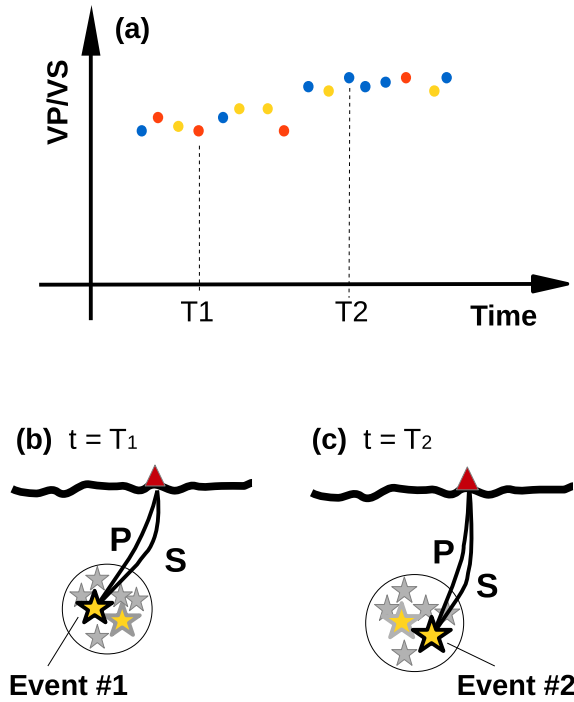 (a)
VP/VS
T1
T2
Time
(b) t = T1
(c) t = T2
P
S
P
S
Event #1
Event #2